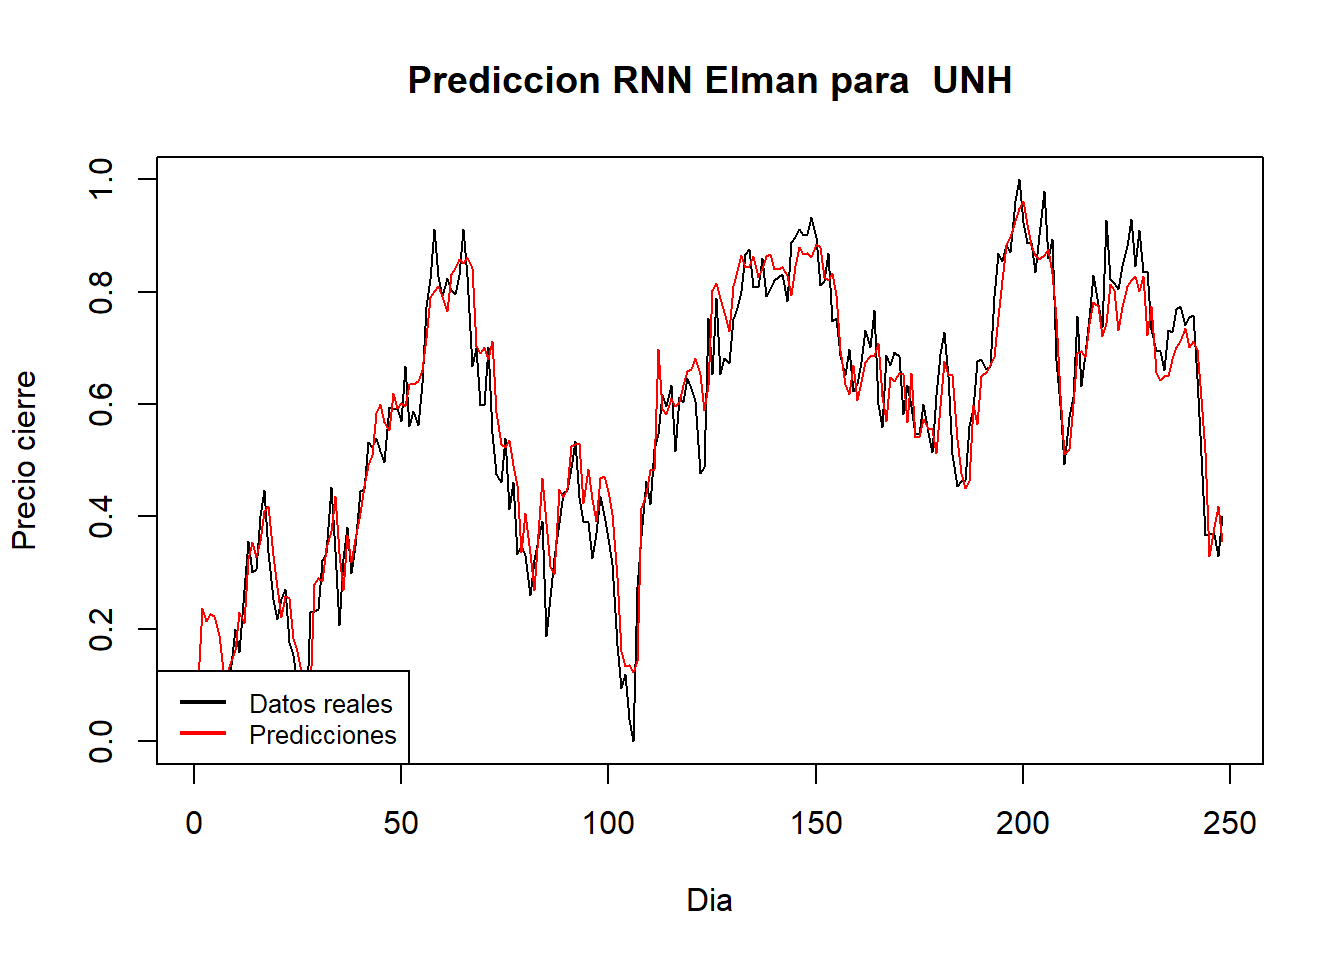 Prediccion RNN Elman para  UNH
Precio cierre
1.0
0.8
0.6
0.4
0.2
0.0
Datos reales
Predicciones
0 50 100 150 200 250
Dia